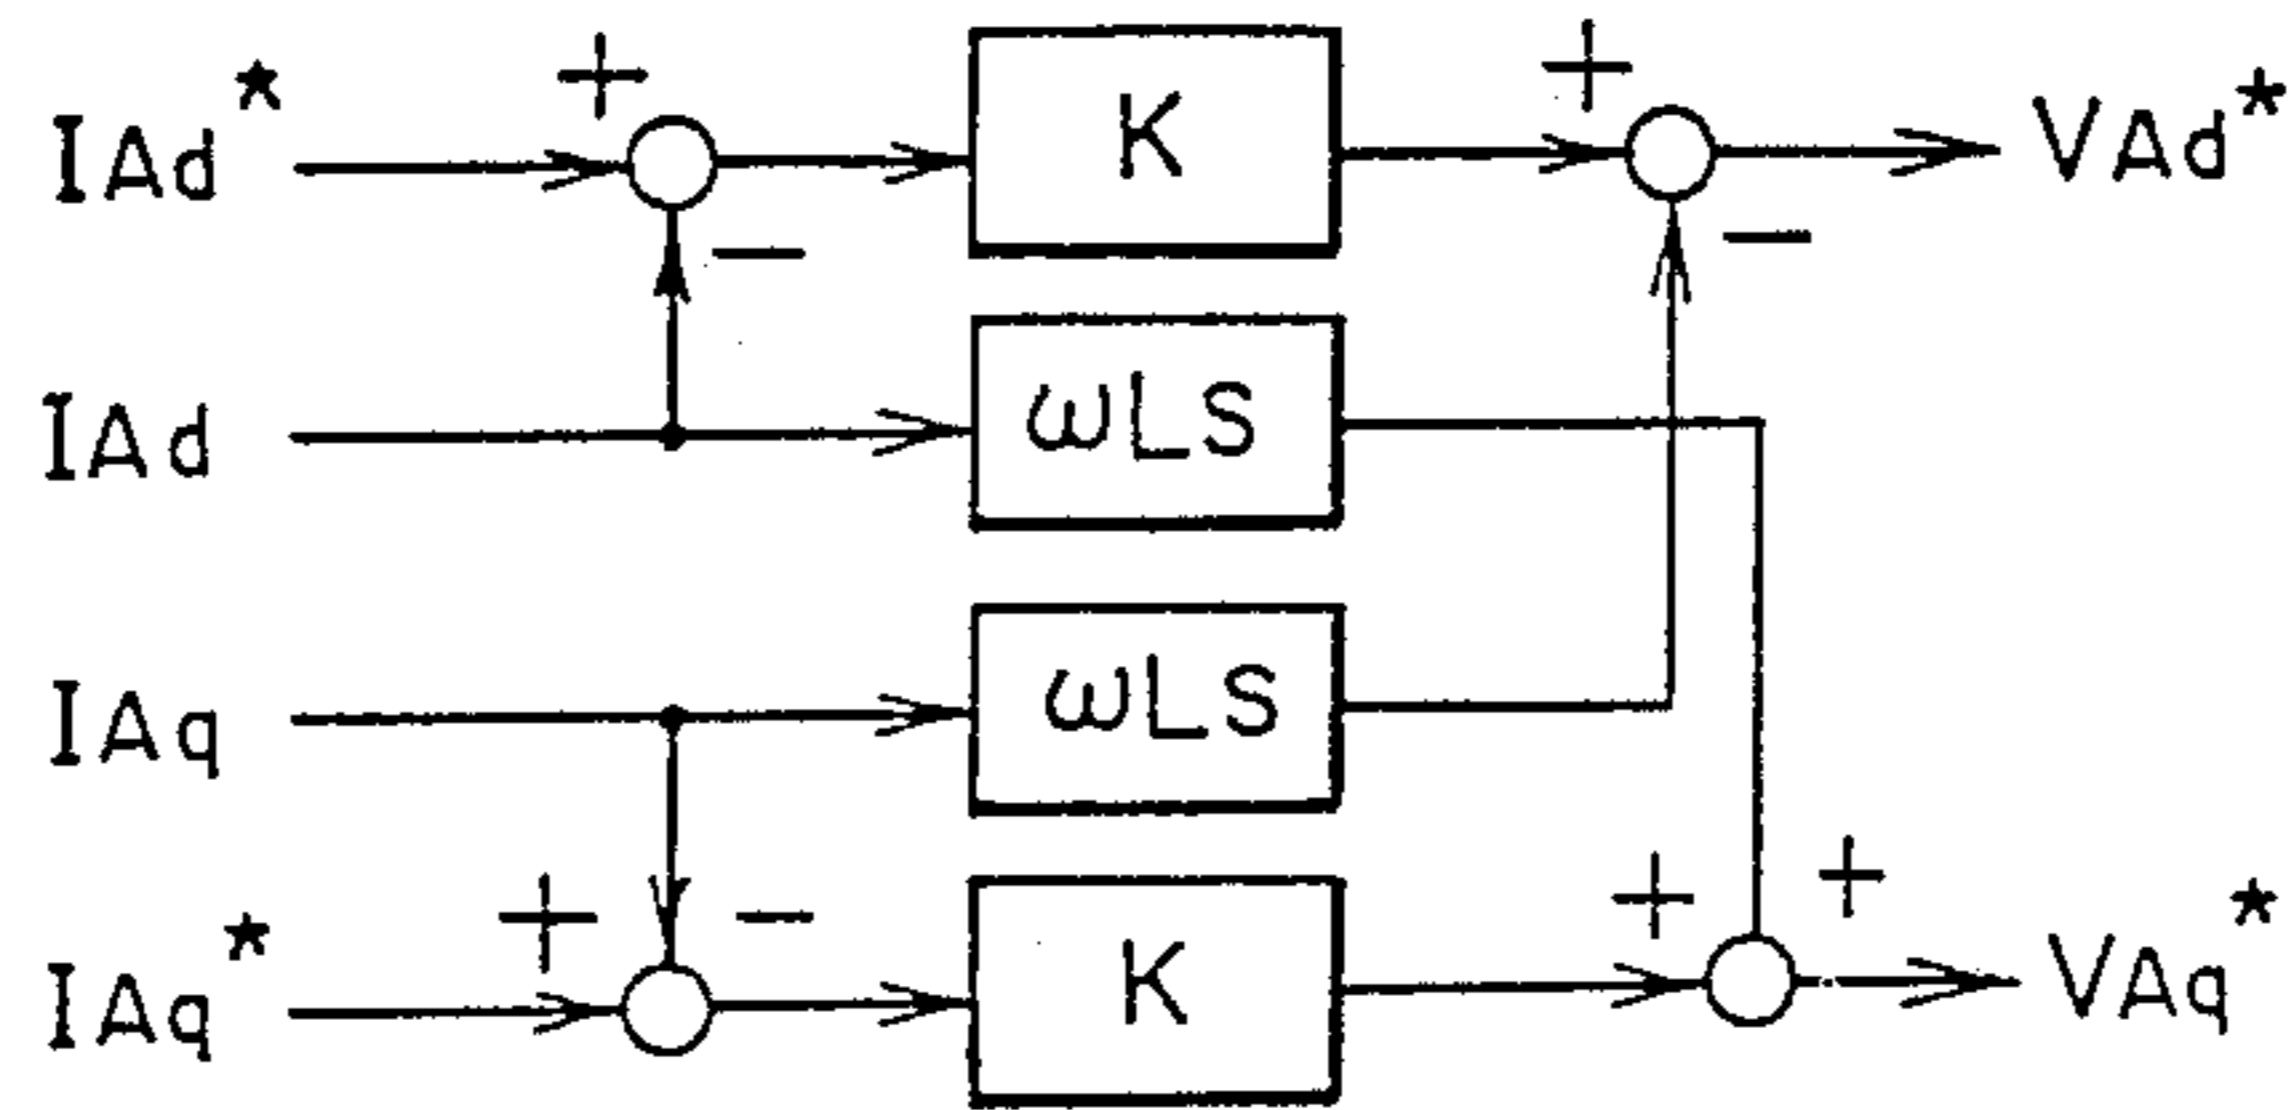 IAd* + K + VAd*
−
−
IAd ωLS
IAq ωLS
+ − + +
IAq* K VAq*